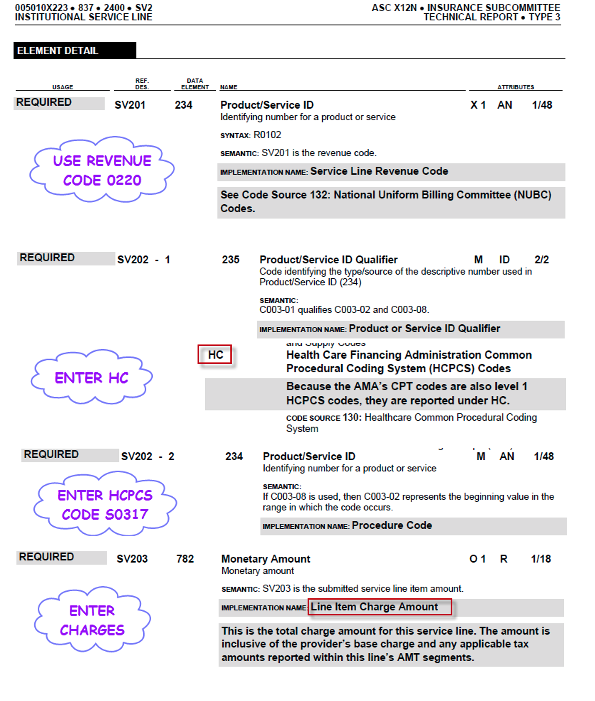 005010X223 • 837 • 2400 • SV2
INSTITUTIONAL SERVICE LINE
ASC X12N • INSURANCE SUBCOMMITTEE
TECHNICAL REPORT • TYPE 3
ELEMENT DETAIL
USAGE REF. DES. DATA ELEMENT NAME ATTRIBUTES
REQUIRED SV201 234 Product/Service ID X 1 AN 1/48
Identifying number for a product or service
SYNTAX: R0102
SEMANTIC: SV201 is the revenue code.
IMPLEMENTATION NAME: Service Line Revenue Code
See Code Source 132: National Uniform Billing Committee (NUBC)
Codes.
USE REVENUE
CODE 0220
REQUIRED SV202 - 1 235 Product/Service ID Qualifier M ID 2/2
Code identifying the type/source of the descriptive number used in
Product/Service ID (234)
SEMANTIC:
C003-01 qualifies C003-02 and C003-08.
IMPLEMENTATION NAME: Product or Service ID Qualifier
and Supply Codes
HC Health Care Financing Administration Common
Procedural Coding System (HCPCS) Codes
Because the AMA's CPT codes are also level 1
HCPCS codes, they are reported under HC.
CODE SOURCE 130: Healthcare Common Procedural Coding
System
ENTER HC
REQUIRED SV202 - 2 234 Product/Service ID M AN 1/48
Identifying number for a product or service
SEMANTIC:
If C003-08 is used, then C003-02 represents the beginning value in the
range in which the code occurs.
IMPLEMENTATION NAME: Procedure Code
ENTER HCPCS
CODE S0317
REQUIRED SV203 782 Monetary Amount O 1 R 1/18
Monetary amount
SEMANTIC: SV203 is the submitted service line item amount.
IMPLEMENTATION NAME Line Item Charge Amount
This is the total charge amount for this service line. The amount is
inclusive of the provider's base charge and any applicable tax
amounts reported within this line's AMT segments.
ENTER
CHARGES